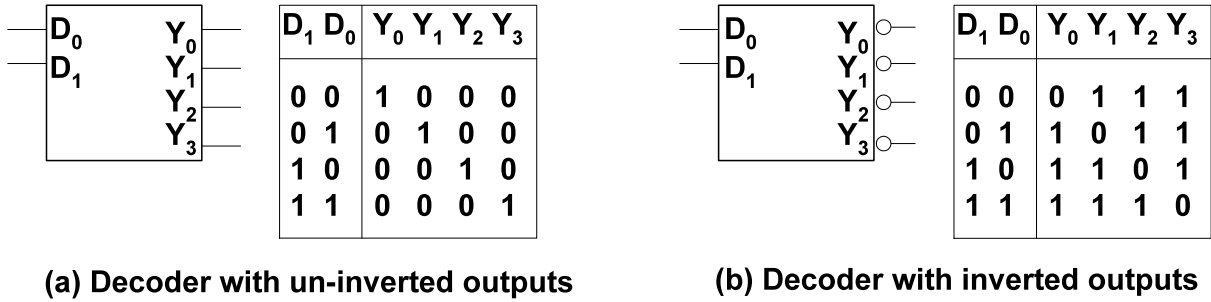 D0 Y0
D1 Y1
Y2
Y3
D1 D0 Y0 Y1 Y2 Y3
0 0 1 0 0 0
0 1 0 1 0 0
1 0 0 0 1 0
1 1 0 0 0 1
(a) Decoder with un-inverted outputs
D0 Y0
D1 Y1
Y2
Y3
D1 D0 Y0 Y1 Y2 Y3
0 0 0 1 1 1
0 1 1 0 1 1
1 0 1 1 0 1
1 1 1 1 1 0
(b) Decoder with inverted outputs